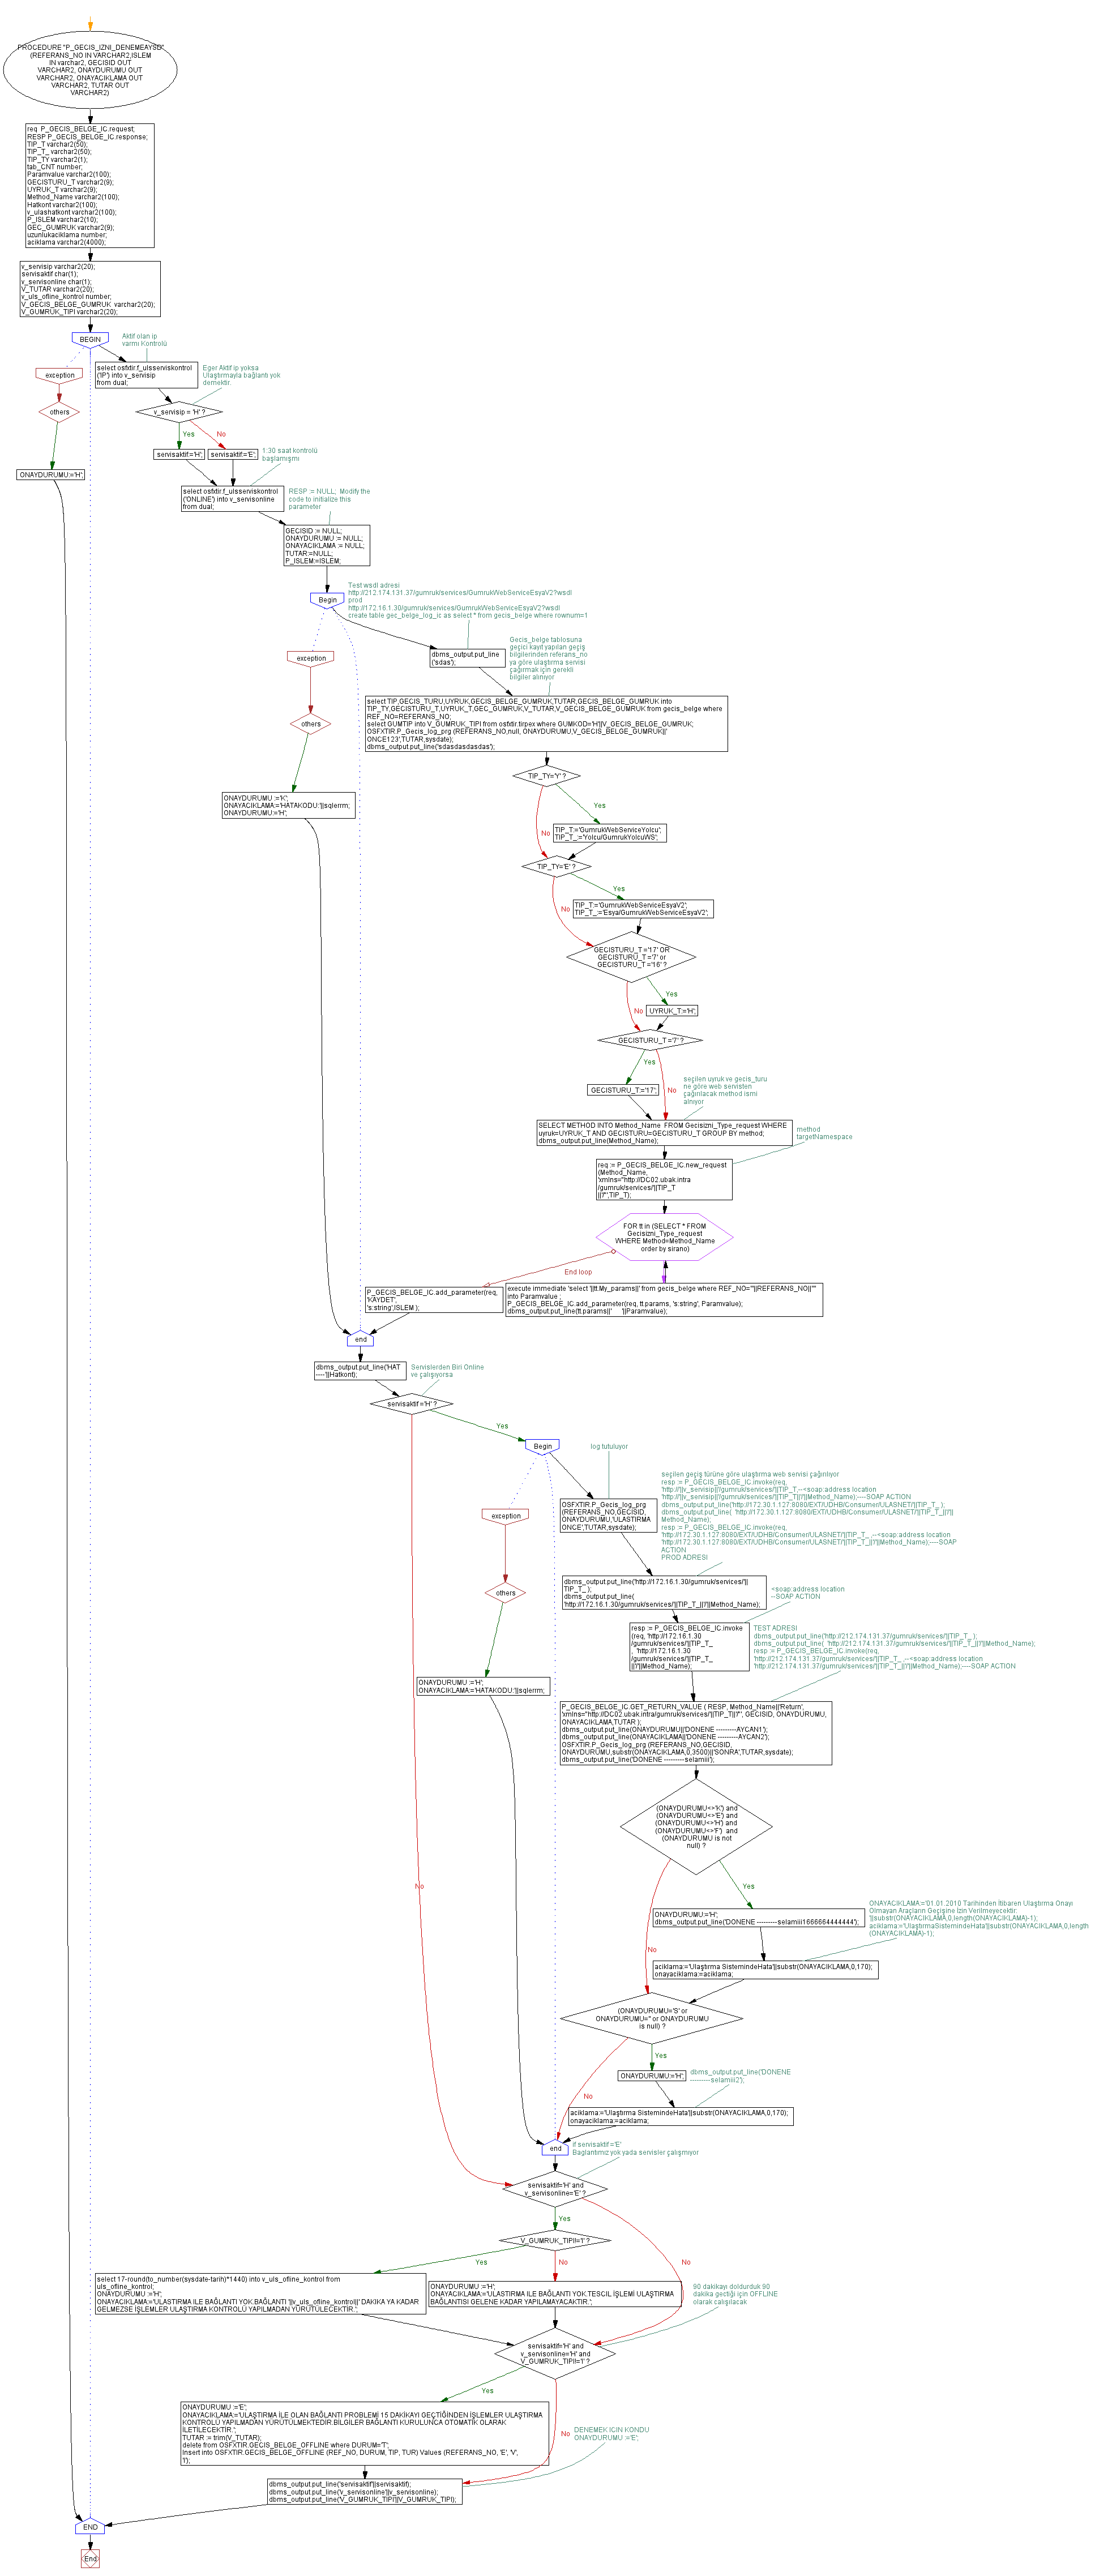 PROCEDURE "P_GECIS_IZNI_DENEMEAYSD"
(REFERANS_NO IN VARCHAR2,ISLEM
IN varchar2, GECISID OUT
VARCHAR2, ONAYDURUMU OUT
VARCHAR2, ONAYACIKLAMA OUT
VARCHAR2, TUTAR OUT
VARCHAR2)
req  P_GECIS_BELGE_IC.request;
RESP P_GECIS_BELGE_IC.response;
TIP_T varchar2(50);
TIP_T_ varchar2(50);
TIP_TY varchar2(1);
tab_CNT number;
Paramvalue varchar2(100);
GECISTURU_T varchar2(9);
UYRUK_T varchar2(9);
Method_Name varchar2(100);
Hatkont varchar2(100);
v_ulashatkont varchar2(100);
P_ISLEM varchar2(10);
GEC_GUMRUK varchar2(9);
uzunlukaciklama number;
aciklama varchar2(4000);
v_servisip varchar2(20);
servisaktif char(1);
v_servisonline char(1);
V_TUTAR varchar2(20);
v_uls_ofline_kontrol number;
V_GECIS_BELGE_GUMRUK  varchar2(20);
V_GUMRUK_TIPI varchar2(20);
BEGIN
Aktif olan ip
varmı Kontrolü
exception
select osfxtir.f_ulsserviskontrol
('IP') into v_servisip
from dual;
Eger Aktif ip yoksa
Ulaştırmayla bağlantı yok
demektir.
others
v_servisip = 'H' ?
Yes
No
servisaktif:='H';
servisaktif:='E';
1:30 saat kontrolü
başlamışmı
ONAYDURUMU:='H';
select osfxtir.f_ulsserviskontrol
('ONLINE') into v_servisonline
from dual;
RESP := NULL;  Modify the
code to initialize this
parameter
GECISID := NULL;
ONAYDURUMU := NULL;
ONAYACIKLAMA := NULL;
TUTAR:=NULL;
P_ISLEM:=ISLEM;
Begin
Test wsdl adresi
http://212.174.131.37/gumruk/services/GumrukWebServiceEsyaV2?wsdl
prod
http://172.16.1.30/gumruk/services/GumrukWebServiceEsyaV2?wsdl
create table gec_belge_log_ic as select * from gecis_belge where rownum=1
exception
dbms_output.put_line
('sdas');
Gecis_belge tablosuna
geçici kayıt yapılan geçiş
bilgilerinden referans_no
ya göre ulaştırma servisi
çağırmak için gerekli
bilgiler alınıyor
others
select TIP,GECIS_TURU,UYRUK,GECIS_BELGE_GUMRUK,TUTAR,GECIS_BELGE_GUMRUK into
TIP_TY,GECISTURU_T,UYRUK_T,GEC_GUMRUK,V_TUTAR,V_GECIS_BELGE_GUMRUK from gecis_belge where
REF_NO=REFERANS_NO;
select GUMTIP into V_GUMRUK_TIPI from osfxtir.tirpex where GUMKOD='H'||V_GECIS_BELGE_GUMRUK;
OSFXTIR.P_Gecis_log_prg (REFERANS_NO,null, ONAYDURUMU,V_GECIS_BELGE_GUMRUK||'
ONCE123',TUTAR,sysdate);
dbms_output.put_line('sdasdasdasdas');
TIP_TY='Y' ?
Yes
No
ONAYDURUMU :='K';
ONAYACIKLAMA:='HATAKODU:'||sqlerrm;
ONAYDURUMU:='H';
TIP_T:='GumrukWebServiceYolcu';
TIP_T_:='Yolcu/GumrukYolcuWS';
TIP_TY='E' ?
Yes
No
TIP_T:='GumrukWebServiceEsyaV2';
TIP_T_:='Esya/GumrukWebServiceEsyaV2';
GECISTURU_T ='17' OR
GECISTURU_T ='7' or
GECISTURU_T ='16' ?
Yes
No
UYRUK_T:='H';
GECISTURU_T ='7' ?
Yes
No
GECISTURU_T:='17';
seçilen uyruk ve gecis_turu
ne göre web servisten
çağırılacak method ismi
alnıyor
SELECT METHOD INTO Method_Name  FROM Gecisizni_Type_request WHERE
uyruk=UYRUK_T AND GECISTURU=GECISTURU_T GROUP BY method;
dbms_output.put_line(Method_Name);
method
targetNamespace
req := P_GECIS_BELGE_IC.new_request
(Method_Name,
'xmlns="http://DC02.ubak.intra
/gumruk/services/'||TIP_T
||'/"',TIP_T);
FOR tt in (SELECT * FROM
Gecisizni_Type_request
WHERE Method=Method_Name
order by sirano)
End loop
P_GECIS_BELGE_IC.add_parameter(req,
'KAYDET',
's:string',ISLEM );
execute immediate 'select '||tt.My_params||' from gecis_belge where REF_NO='''||REFERANS_NO||''''
into Paramvalue ;
P_GECIS_BELGE_IC.add_parameter(req, tt.params, 's:string', Paramvalue);
dbms_output.put_line(tt.params||'      '||Paramvalue);
end
dbms_output.put_line('HAT
----'||Hatkont);
Servislerden Biri Online
ve çalışıyorsa
servisaktif ='H' ?
Yes
No
Begin
log tutuluyor
exception
OSFXTIR.P_Gecis_log_prg
(REFERANS_NO,GECISID,
ONAYDURUMU,'ULASTIRMA
ONCE',TUTAR,sysdate);
seçilen geçiş türüne göre ulaştırma web servisi çağırılıyor
resp := P_GECIS_BELGE_IC.invoke(req,
'http://'||v_servisip||'/gumruk/services/'||TIP_T,--<soap:address location
'http://'||v_servisip||'/gumruk/services/'||TIP_T||'/'||Method_Name);----SOAP ACTION
dbms_output.put_line('http://172.30.1.127:8080/EXT/UDHB/Consumer/ULASNET/'||TIP_T_ );
dbms_output.put_line(  'http://172.30.1.127:8080/EXT/UDHB/Consumer/ULASNET/'||TIP_T_||'/'||
Method_Name);
resp := P_GECIS_BELGE_IC.invoke(req,
'http://172.30.1.127:8080/EXT/UDHB/Consumer/ULASNET/'||TIP_T_ ,--<soap:address location
'http://172.30.1.127:8080/EXT/UDHB/Consumer/ULASNET/'||TIP_T_||'/'||Method_Name);----SOAP
ACTION
PROD ADRESI
others
dbms_output.put_line('http://172.16.1.30/gumruk/services/'||
TIP_T_ );
dbms_output.put_line(
'http://172.16.1.30/gumruk/services/'||TIP_T_||'/'||Method_Name);
<soap:address location
--SOAP ACTION
resp := P_GECIS_BELGE_IC.invoke
(req, 'http://172.16.1.30
/gumruk/services/'||TIP_T_
,  'http://172.16.1.30
/gumruk/services/'||TIP_T_
||'/'||Method_Name);
TEST ADRESI
dbms_output.put_line('http://212.174.131.37/gumruk/services/'||TIP_T_ );
dbms_output.put_line(  'http://212.174.131.37/gumruk/services/'||TIP_T_||'/'||Method_Name);
resp := P_GECIS_BELGE_IC.invoke(req,
'http://212.174.131.37/gumruk/services/'||TIP_T_ ,--<soap:address location
'http://212.174.131.37/gumruk/services/'||TIP_T_||'/'||Method_Name);----SOAP ACTION
ONAYDURUMU :='H';
ONAYACIKLAMA:='HATAKODU:'||sqlerrm;
P_GECIS_BELGE_IC.GET_RETURN_VALUE ( RESP, Method_Name||'Return',
'xmlns="http://DC02.ubak.intra/gumruk/services/'||TIP_T||'/"', GECISID, ONAYDURUMU,
ONAYACIKLAMA,TUTAR );
dbms_output.put_line(ONAYDURUMU||'DONENE ---------AYCAN1');
dbms_output.put_line(ONAYACIKLAMA||'DONENE ---------AYCAN2');
OSFXTIR.P_Gecis_log_prg (REFERANS_NO,GECISID,
ONAYDURUMU,substr(ONAYACIKLAMA,0,3500)||'SONRA',TUTAR,sysdate);
dbms_output.put_line('DONENE ---------selamiii');
(ONAYDURUMU<>'K') and
(ONAYDURUMU<>'E') and
(ONAYDURUMU<>'H') and
(ONAYDURUMU<>'F')  and
(ONAYDURUMU is not
null) ?
Yes
No
ONAYDURUMU:='H';
dbms_output.put_line('DONENE ---------selamiii1666664444444');
ONAYACIKLAMA:='01.01.2010 Tarihinden İtibaren Ulaştırma Onayı
Olmayan Araçların Geçişine İzin Verilmeyecektir.
'||substr(ONAYACIKLAMA,0,length(ONAYACIKLAMA)-1);
aciklama:='UlaştırmaSistemindeHata'||substr(ONAYACIKLAMA,0,length
(ONAYACIKLAMA)-1);
aciklama:='Ulaştırma SistemindeHata'||substr(ONAYACIKLAMA,0,170);
onayaciklama:=aciklama;
(ONAYDURUMU='S' or
ONAYDURUMU='' or ONAYDURUMU
is null) ?
Yes
No
ONAYDURUMU:='H';
dbms_output.put_line('DONENE
---------selamiii2');
aciklama:='Ulaştırma SistemindeHata'||substr(ONAYACIKLAMA,0,170);
onayaciklama:=aciklama;
end
if servisaktif ='E'
Baglantımız yok yada servisler çalışmıyor
servisaktif='H' and
v_servisonline='E' ?
Yes
No
V_GUMRUK_TIPI!='I' ?
Yes
No
select 17-round(to_number(sysdate-tarih)*1440) into v_uls_ofline_kontrol from
uls_ofline_kontrol;
ONAYDURUMU :='H';
ONAYACIKLAMA:='ULASTIRMA ILE BAĞLANTI YOK.BAĞLANTI '||v_uls_ofline_kontrol||' DAKIKA YA KADAR
GELMEZSE IŞLEMLER ULAŞTIRMA KONTROLÜ YAPILMADAN YÜRÜTÜLECEKTIR.';
ONAYDURUMU :='H';
ONAYACIKLAMA:='ULASTIRMA ILE BAĞLANTI YOK.TESCIL İŞLEMİ ULAŞTIRMA
BAĞLANTISI GELENE KADAR YAPILAMAYACAKTIR.';
90 dakikayı doldurduk 90
dakika gectiği için OFFLINE
olarak calışılacak
servisaktif='H' and
v_servisonline='H' and
V_GUMRUK_TIPI!='I' ?
Yes
No
ONAYDURUMU :='E';
ONAYACIKLAMA:='ULAŞTIRMA İLE OLAN BAĞLANTI PROBLEMİ 15 DAKİKAYI GEÇTİĞİNDEN İŞLEMLER ULAŞTIRMA
KONTROLÜ YAPILMADAN YÜRÜTÜLMEKTEDİR.BİLGİLER BAĞLANTI KURULUNCA OTOMATİK OLARAK
İLETİLECEKTİR.';
TUTAR := trim(V_TUTAR);
delete from OSFXTIR.GECIS_BELGE_OFFLINE where DURUM='T';
Insert into OSFXTIR.GECIS_BELGE_OFFLINE (REF_NO, DURUM, TIP, TUR) Values (REFERANS_NO, 'E', 'V',
'I');
DENEMEK ICIN KONDU
ONAYDURUMU :='E';
dbms_output.put_line('servisaktif'||servisaktif);
dbms_output.put_line('v_servisonline'||v_servisonline);
dbms_output.put_line('V_GUMRUK_TIPI'||V_GUMRUK_TIPI);
END
End